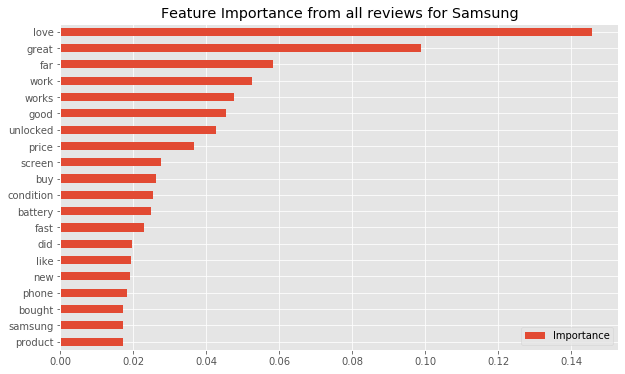 Feature Importance from all reviews for Samsung
love
great
far
work
works
good
unlocked
price
screen
buy
condition
battery
fast
did
like
new
phone
bought
samsung
product
Importance
0.00 0.02 0.04 0.06 0.08 0.10 0.12 0.14